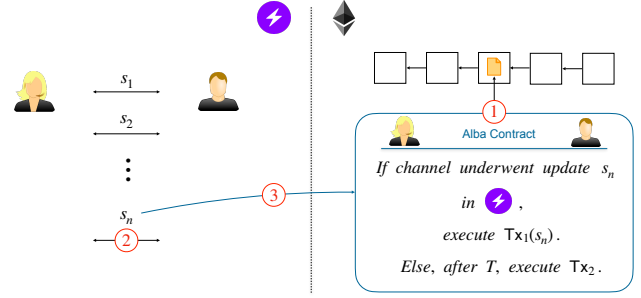 s₁
s₂
sₙ
2
3
1
Alba Contract
If channel underwent update sₙ
in ,
execute Tx₁(sₙ).
Else, after T, execute Tx₂.